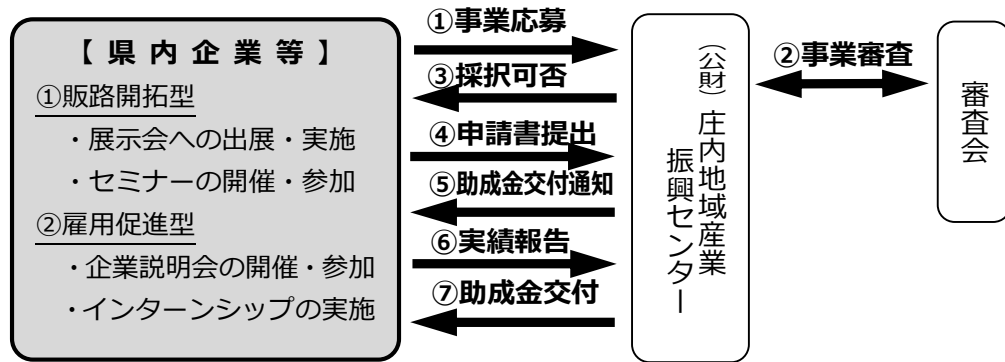 【 県 内 企 業 等 】
①販路開拓型
・展示会への出展・実施
・セミナーの開催・参加
②雇用促進型
・企業説明会の開催・参加
・インターンシップの実施
①事業応募
③採択可否
④申請書提出
⑤助成金交付通知
⑥実績報告
⑦助成金交付
（公財）庄内地域産業
振興センター
②事業審査
審査会